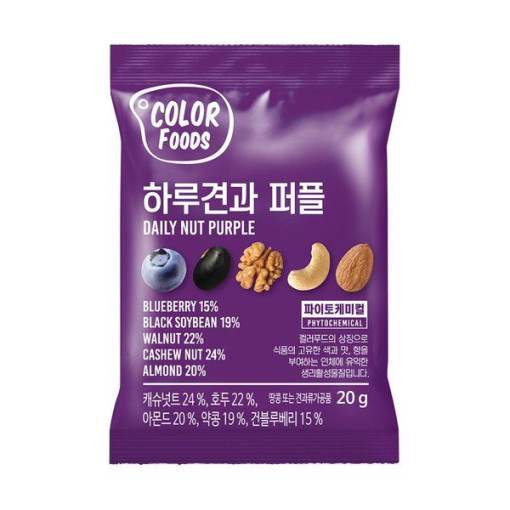 COLOR
FOODS
하루견과 퍼플
DAILY NUT PURPLE
BLUEBERRY 15%
BLACK SOYBEAN 19%
WALNUT 22%
CASHEW NUT 24%
ALMOND 20%
파이토케미컬
PHYTOCHEMICAL
컬러푸드의 상징으로
식품의 고유한 색과 맛, 향을
부여하는 인체에 유익한
생리활성물질입니다.
캐슈넛트 24%, 호두 22%, 땅콩 또는 견과류가공품 20 g
아몬드 20%, 약콩 19%, 건블루베리 15%